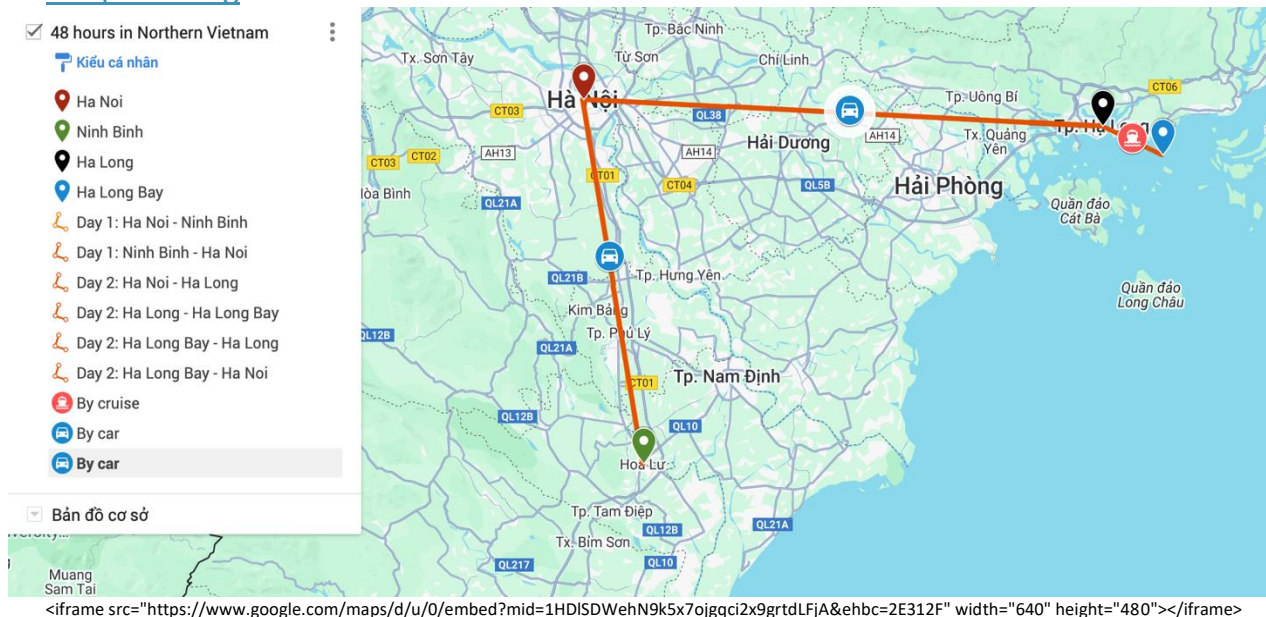 48 hours in Northern Vietnam
Kiểu cá nhân
Ha Noi
Ninh Binh
Ha Long
Ha Long Bay
Day 1: Ha Noi - Ninh Binh
Day 1: Ninh Binh - Ha Noi
Day 2: Ha Noi - Ha Long
Day 2: Ha Long - Ha Long Bay
Day 2: Ha Long Bay - Ha Long
Day 2: Ha Long Bay - Ha Noi
By cruise
By car
By car
Bản đồ cơ sở
Tp. Bắc Ninh
Tx. Sơn Tây
Từ Sơn
Chí Linh
CT06
Hà Nội
CT03
Tp. Uông Bí
QL38
Tp. Hạ Long
Hải Dương
AH14
Tx. Quảng
Yên
CT03
CT02
AH13
AH14
CT01
CT04
QL5B
Hải Phòng
QL21A
Quần đảo
Cát Bà
QL21B
Tp. Hưng Yên
Quần đảo
Long Châu
Kim Bảng
Tp. Phủ Lý
QL12B
QL21A
CT01
Tp. Nam Định
QL12B
QL10
Hoa Lư
Tp. Tam Điệp
QL12B
QL21A
Tx. Bỉm Sơn
QL217
QL10
Muang
Sam Tai
<iframe src="https://www.google.com/maps/d/u/0/embed?mid=1HDlSDWehN9k5x7ojgqci2x9grtdLFjA&ehbc=2E312F" width="640" height="480"></iframe>